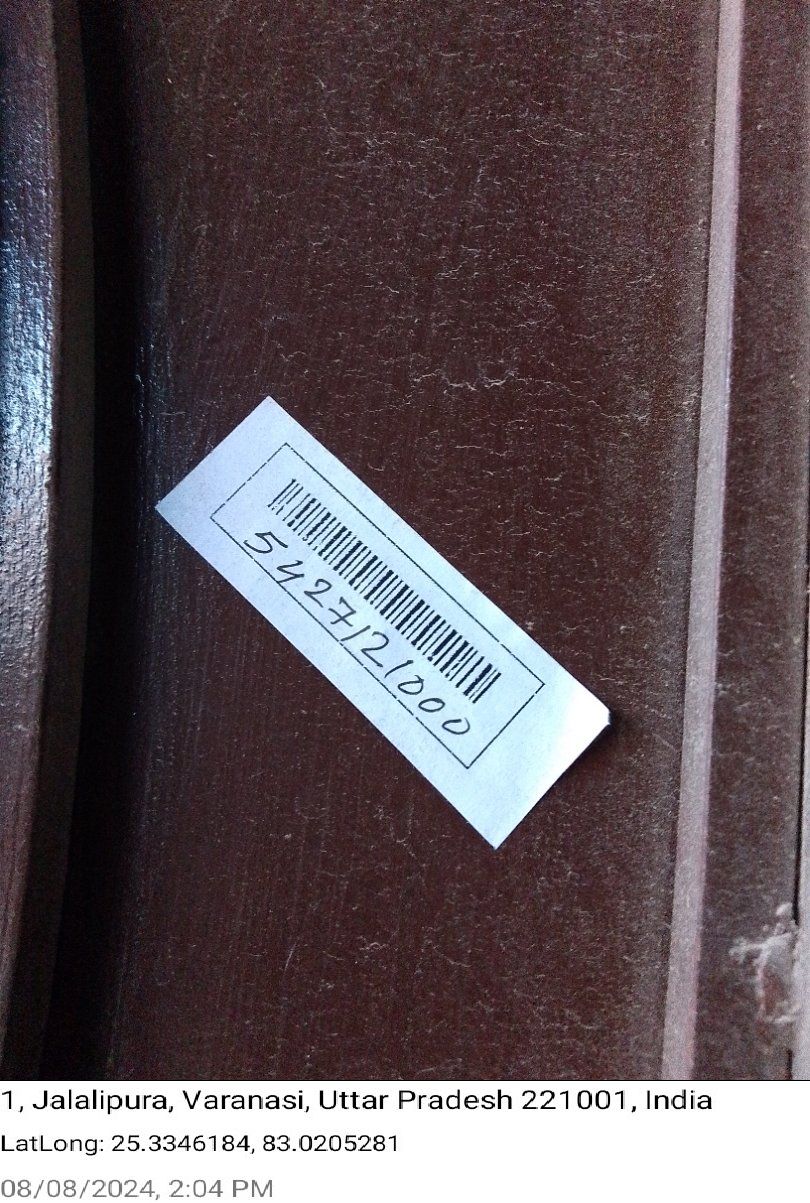 5427121000
1, Jalalipura, Varanasi, Uttar Pradesh 221001, India
LatLong: 25.3346184, 83.0205281
08/08/2024, 2:04 PM